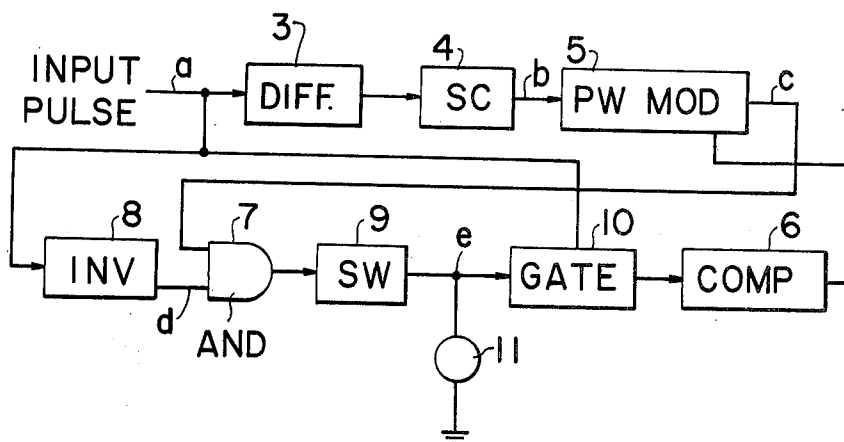 3
4
5
INPUT
PULSE
a
DIFF.
SC
b
PW MOD
c
8
7
9
e
10
6
INV
d
AND
SW
GATE
COMP
11